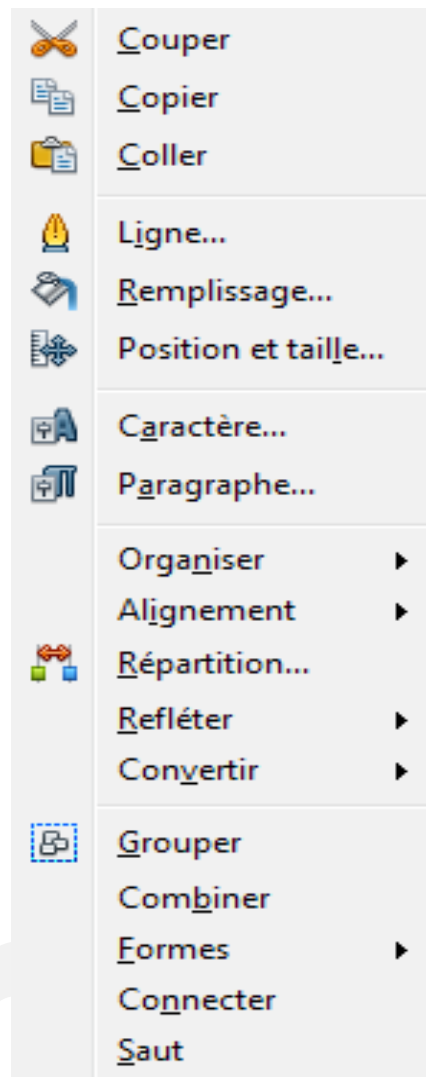 Couper
Copier
Coller
Ligne...
Remplissage...
Position et taille...
Caractère...
Paragraphe...
Organiser
Alignement
Répartition...
Refléter
Convertir
Grouper
Combiner
Formes
Connecter
Saut